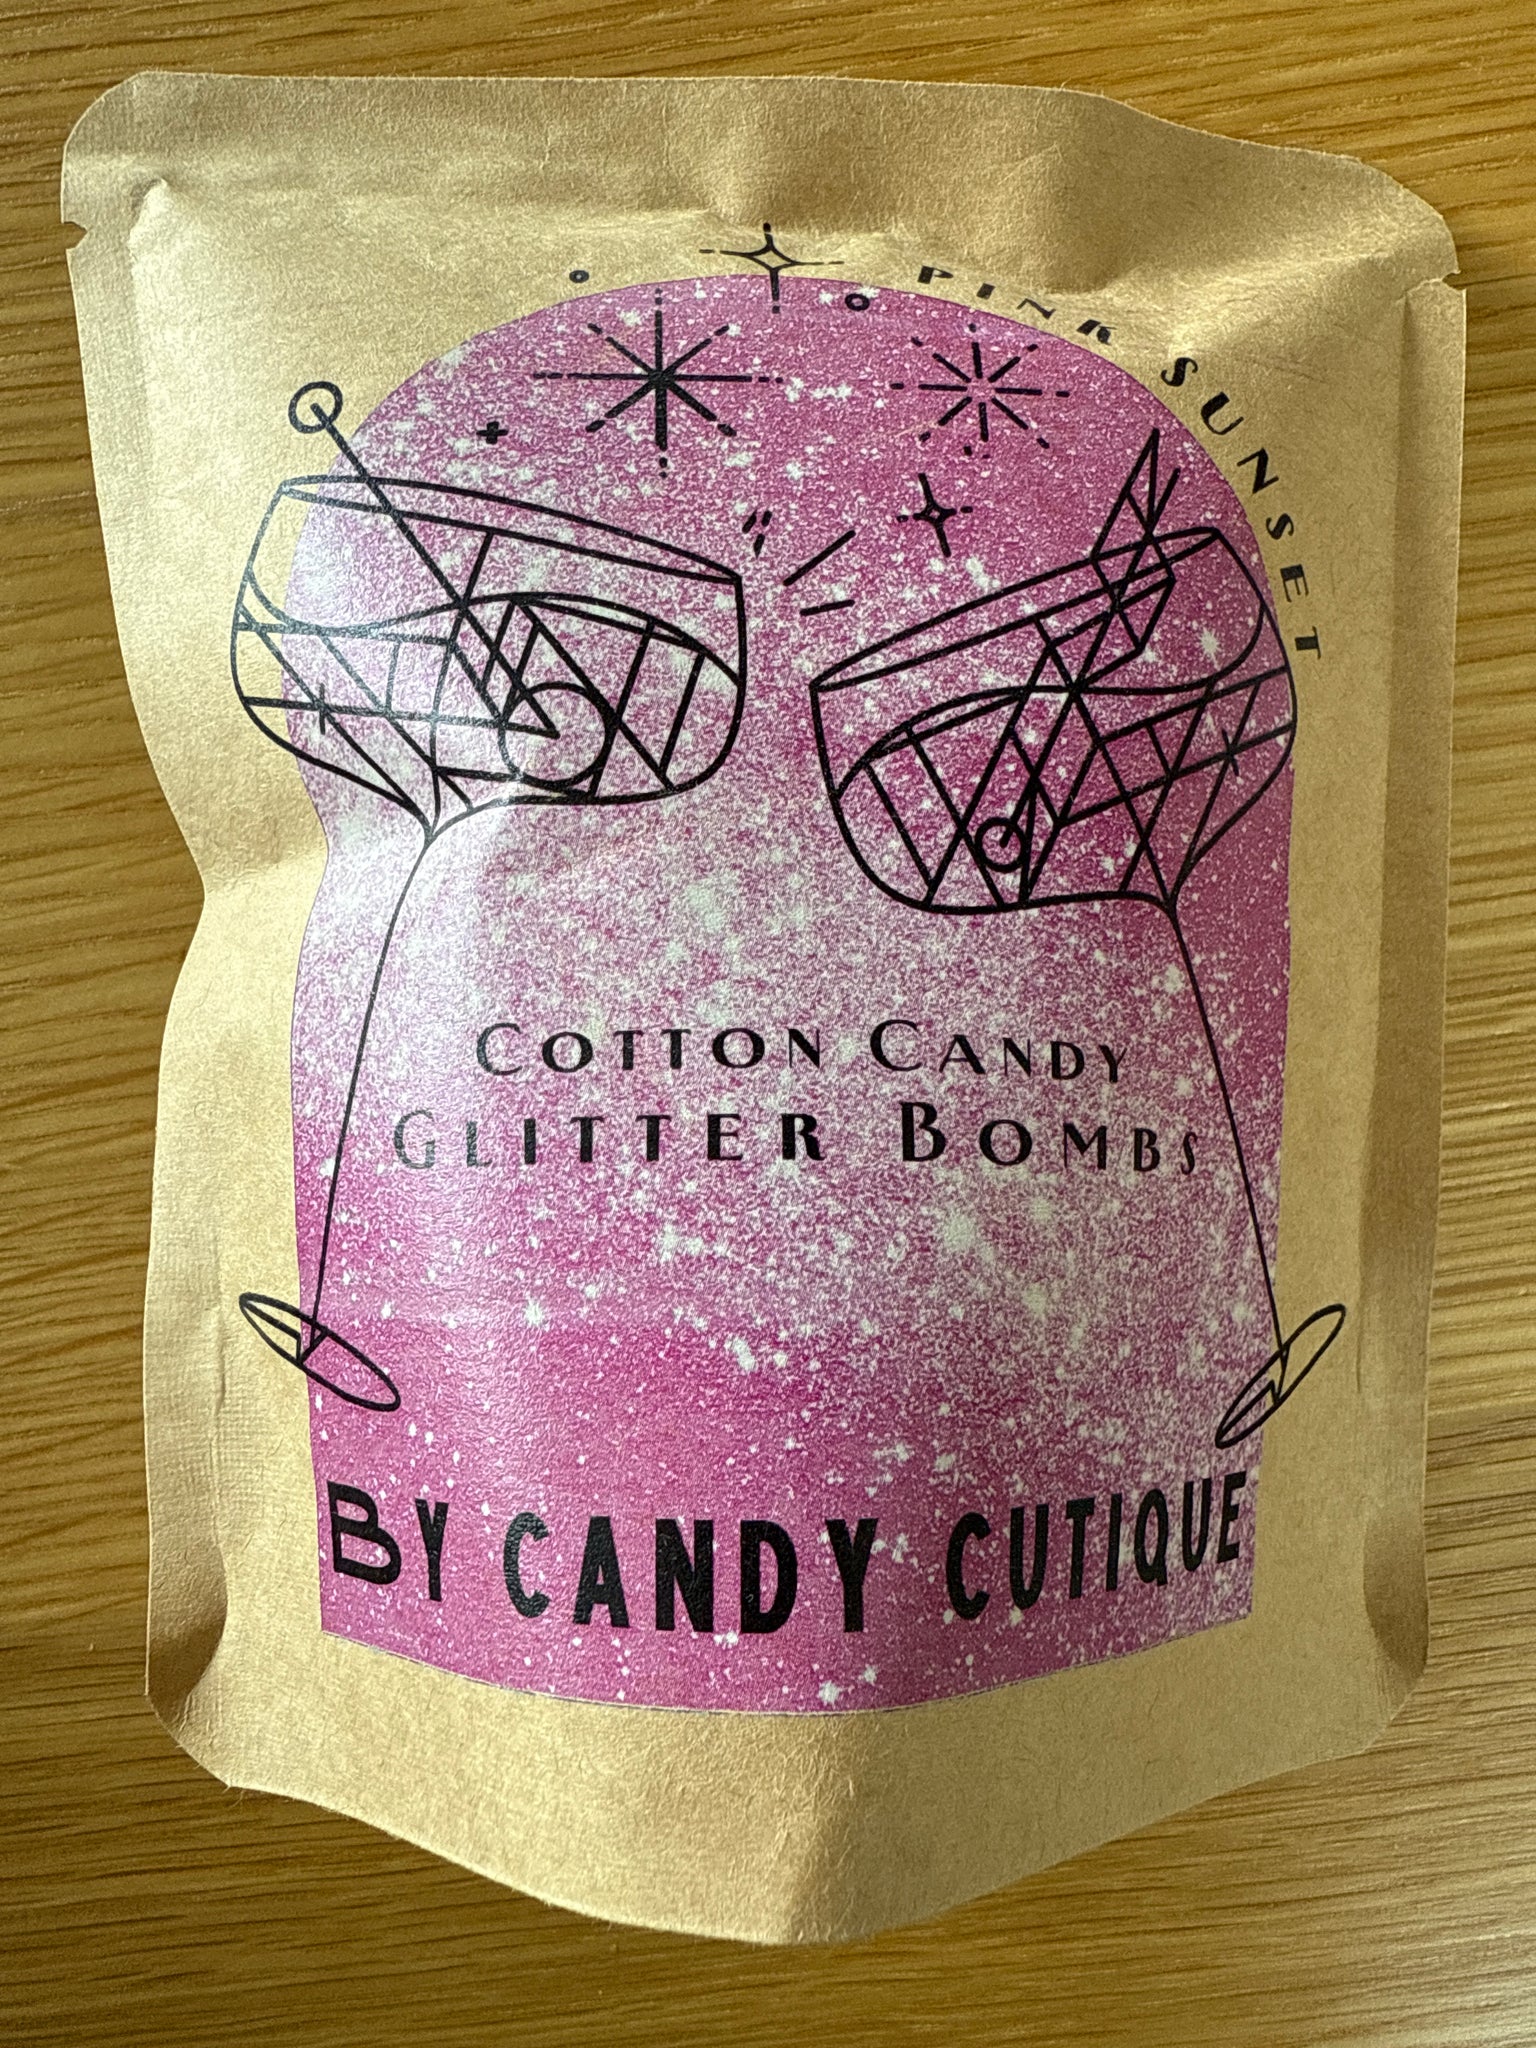 PINK SUNSET
COTTON CANDY
GLITTER BOMBS
BY CANDY CUTIQUE